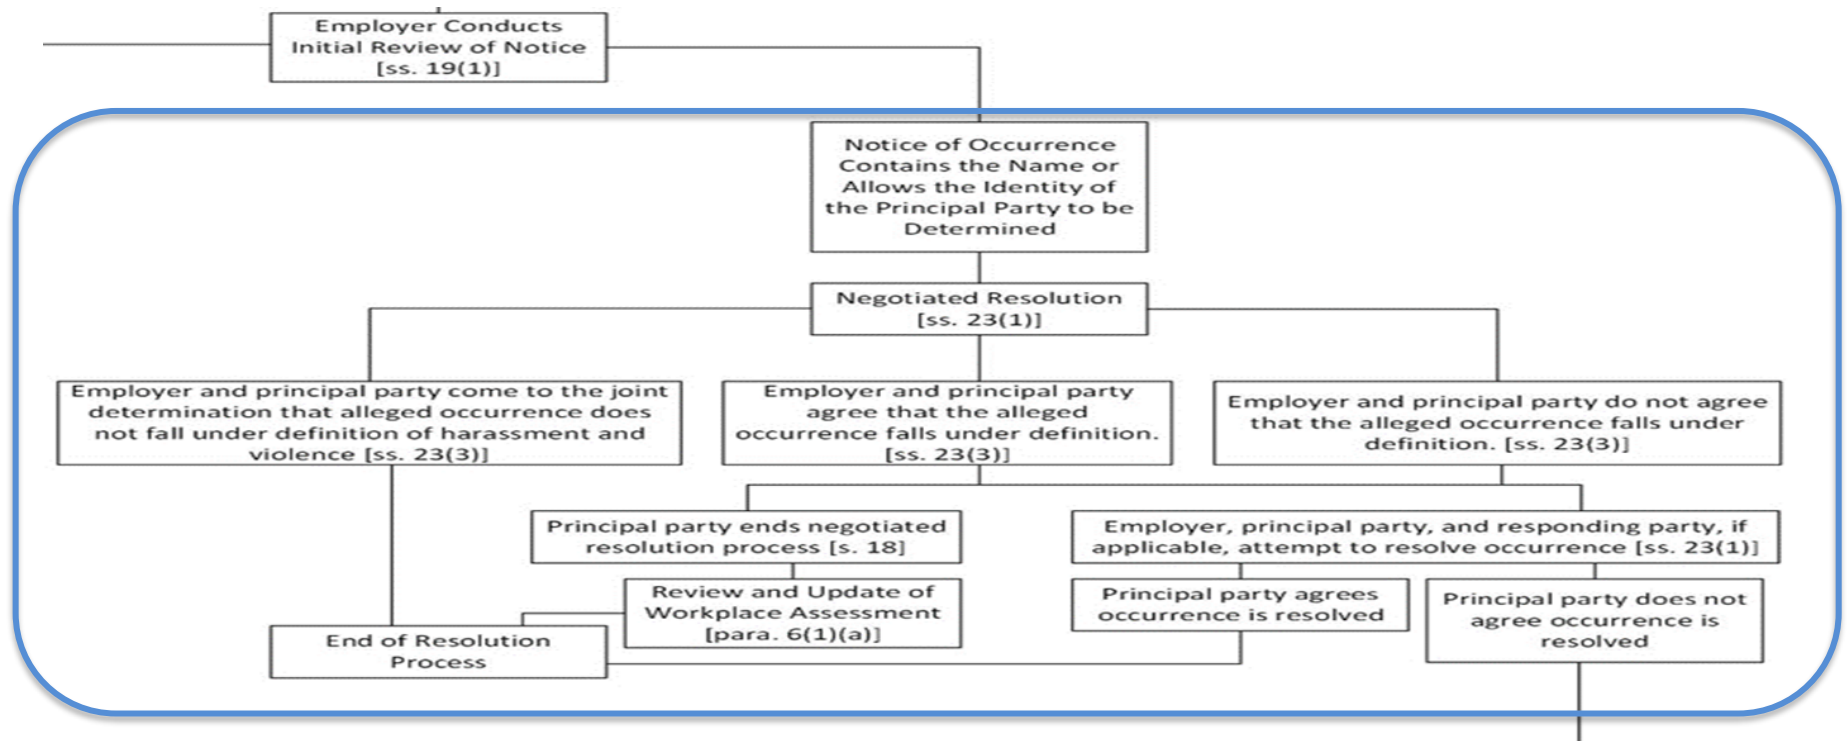 Employer Conducts
Initial Review of Notice
[ss. 19(1)]
Notice of Occurrence
Contains the Name or
Allows the Identity of
the Principal Party to be
Determined
Negotiated Resolution
[ss. 23(1)]
Employer and principal party come to the joint
determination that alleged occurrence does
not fall under definition of harassment and
violence [ss. 23(3)]
Employer and principal party
agree that the alleged
occurrence falls under definition.
[ss. 23(3)]
Employer and principal party do not agree
that the alleged occurrence falls under
definition. [ss. 23(3)]
Principal party ends negotiated
resolution process [s. 18]
Employer, principal party, and responding party, if
applicable, attempt to resolve occurrence [ss. 23(1)]
Review and Update of
Workplace Assessment
[para. 6(1)(a)]
Principal party agrees
occurrence is resolved
Principal party does not
agree occurrence is
resolved
End of Resolution
Process